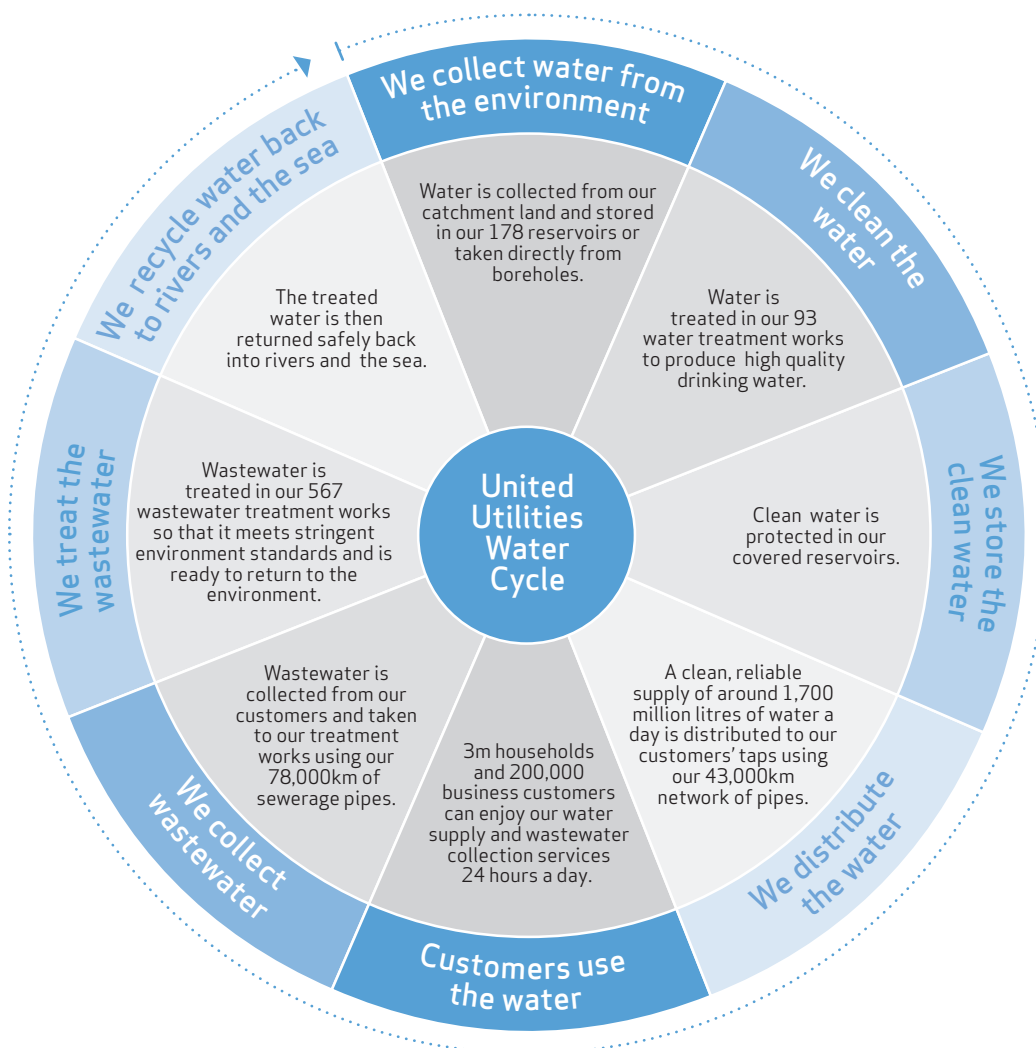 We collect water from
the environment
Water is collected from our
catchment land and stored
in our 178 reservoirs or
taken directly from
boreholes.
We clean the
water
Water is
treated in our 93
water treatment works
to produce high quality
drinking water.
We store the
clean water
Clean water is
protected in our
covered reservoirs.
We distribute
the water
A clean, reliable
supply of around 1,700
million litres of water a
day is distributed to our
customers’ taps using
our 43,000km
network of pipes.
Customers use
the water
3m households
and 200,000
business customers
can enjoy our water
supply and wastewater
collection services
24 hours a day.
We collect
wastewater
Wastewater is
collected from our
customers and taken
to our treatment
works using our
78,000km of
sewerage pipes.
We treat the
wastewater
Wastewater is
treated in our 567
wastewater treatment works
so that it meets stringent
environment standards and is
ready to return to the
environment.
We recycle water back
to rivers and the sea
The treated
water is then
returned safely back
into rivers and the sea.
United
Utilities
Water
Cycle